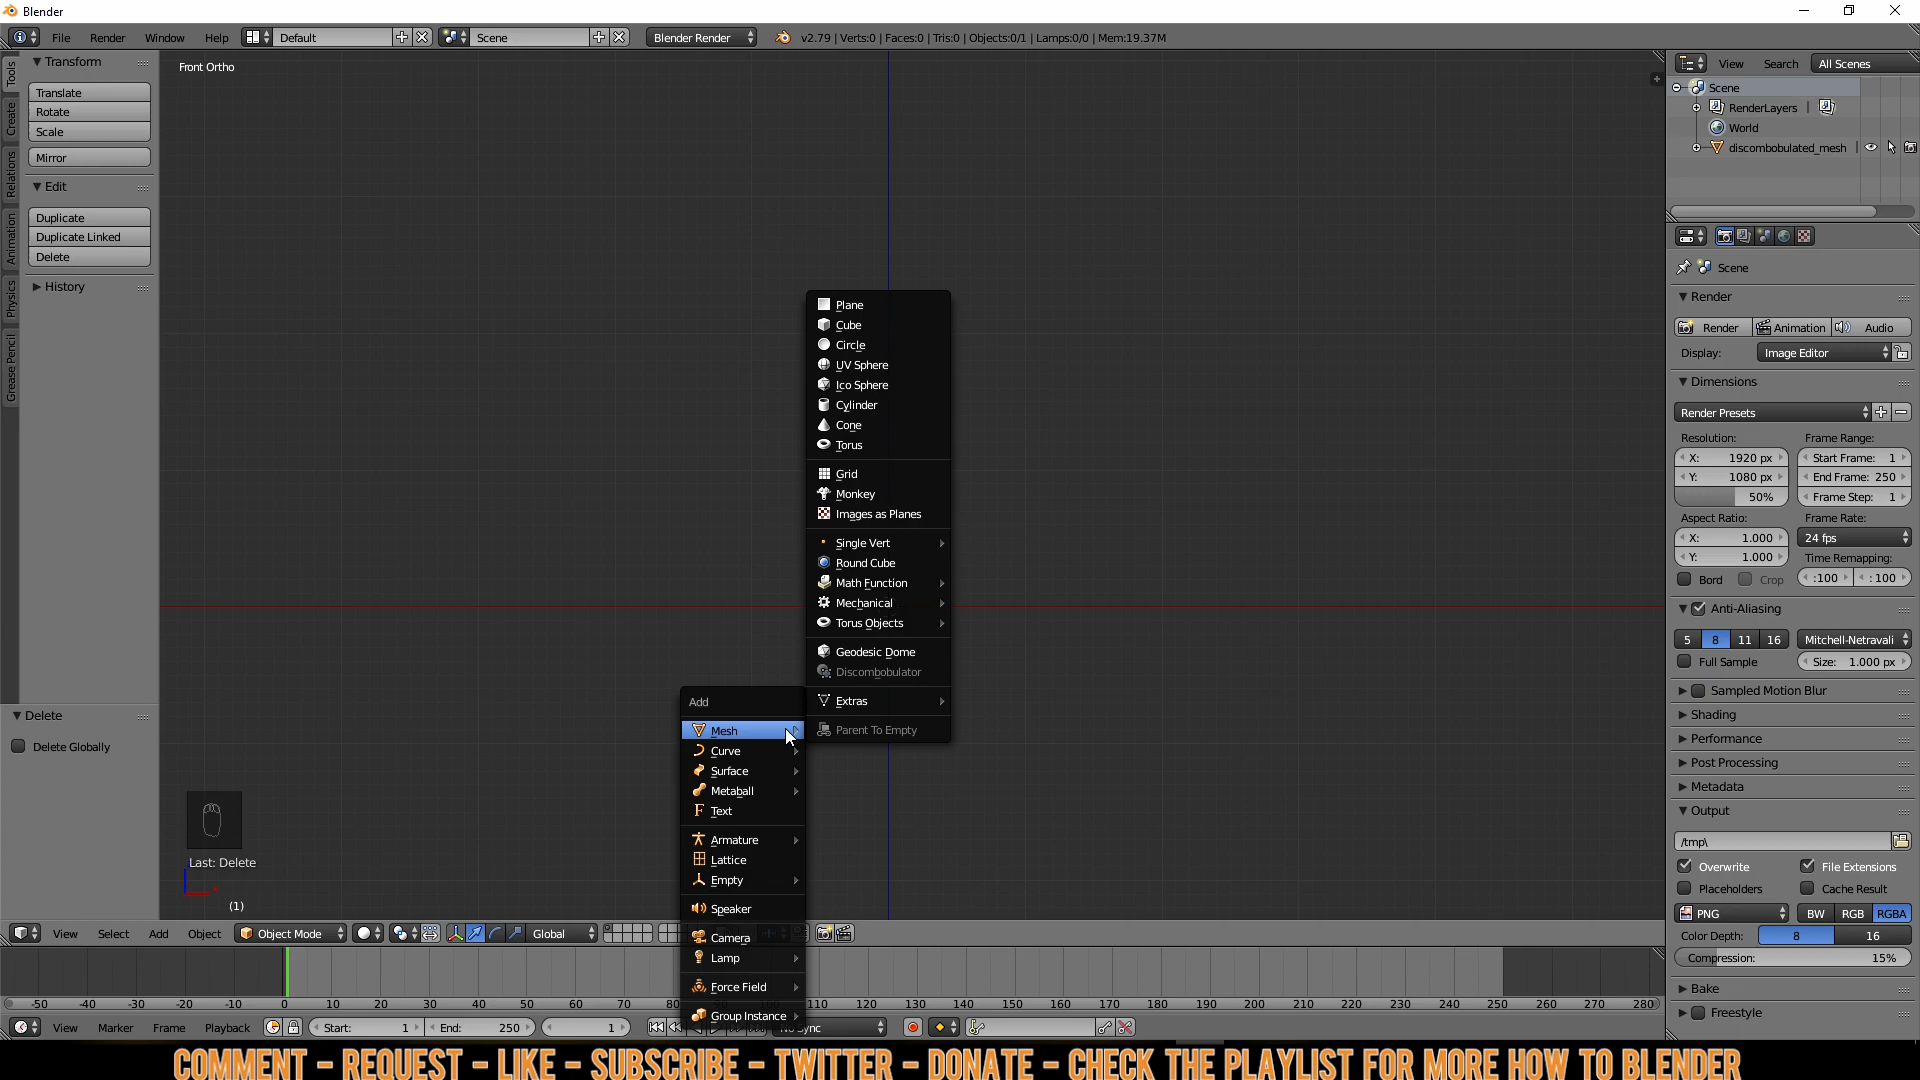 Blender
File Render Window Help Default Scene Blender Render v2.79 | Verts:0 | Faces:0 | Tris:0 | Objects:0/1 | Lamps:0/0 | Mem:19.37M
Tools
Create
Relations
Animation
Physics
Grease Pencil
Transform
Translate
Rotate
Scale
Mirror
Edit
Duplicate
Duplicate Linked
Delete
History
Delete
Delete Globally
Front Ortho
Last: Delete
(1)
Plane
Cube
Circle
UV Sphere
Ico Sphere
Cylinder
Cone
Torus
Grid
Monkey
Images as Planes
Single Vert
Round Cube
Math Function
Mechanical
Torus Objects
Geodesic Dome
Discombobulator
Extras
Parent To Empty
Add
Mesh
Curve
Surface
Metaball
Text
Armature
Lattice
Empty
Speaker
Camera
Lamp
Force Field
Group Instance
View Search All Scenes
Scene
RenderLayers |
World
discombobulated_mesh |
Scene
Render
Render Animation Audio
Display: Image Editor
Dimensions
Render Presets
Resolution: Frame Range:
X: 1920 px Start Frame: 1
Y: 1080 px End Frame: 250
50% Frame Step: 1
Aspect Ratio: Frame Rate:
X: 1.000 24 fps
Y: 1.000 Time Remapping:
Bord Crop :100 : 100
Anti-Aliasing
5 8 11 16 Mitchell-Netravali
Full Sample Size: 1.000 px
Sampled Motion Blur
Shading
Performance
Post Processing
Metadata
Output
/tmp\
Overwrite File Extensions
Placeholders Cache Result
PNG BW RGB RGBA
Color Depth: 8 16
Compression: 15%
Bake
Freestyle
View Select Add Object Object Mode Global
-50 -40 -30 -20 -10 0 10 20 30 40 50 60 70 80 110 120 130 140 150 160 170 180 190 200 210 220 230 240 250 260 270 280
View Marker Frame Playback Start: 1 End: 250 1 No Sync
COMMENT - REQUEST - LIKE - SUBSCRIBE - TWITTER - DONATE - CHECK THE PLAYLIST FOR MORE HOW TO BLENDER